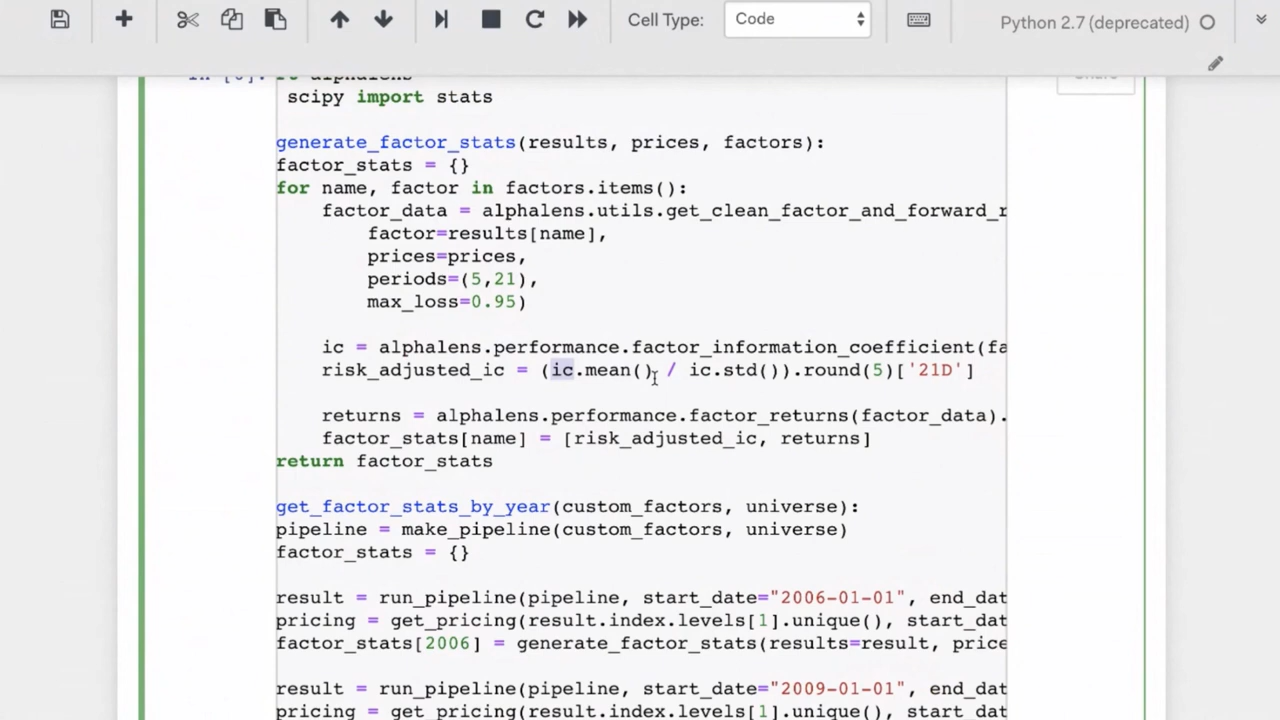 Cell Type: Code Python 2.7 (deprecated)
alphalens
scipy import stats
generate_factor_stats(results, prices, factors):
factor_stats = {}
for name, factor in factors.items():
factor_data = alphalens.utils.get_clean_factor_and_forward_r
factor=results[name],
prices=prices,
periods=(5,21),
max_loss=0.95)
ic = alphalens.performance.factor_information_coefficient(fa
risk_adjusted_ic = (ic.mean() / ic.std()).round(5)['21D']
returns = alphalens.performance.factor_returns(factor_data).
factor_stats[name] = [risk_adjusted_ic, returns]
return factor_stats
get_factor_stats_by_year(custom_factors, universe):
pipeline = make_pipeline(custom_factors, universe)
factor_stats = {}
result = run_pipeline(pipeline, start_date="2006-01-01", end_dat
pricing = get_pricing(result.index.levels[1].unique(), start_dat
factor_stats[2006] = generate_factor_stats(results=result, price
result = run_pipeline(pipeline, start_date="2009-01-01", end_dat
pricing = get_pricing(result.index.levels[1].unique(), start_dat